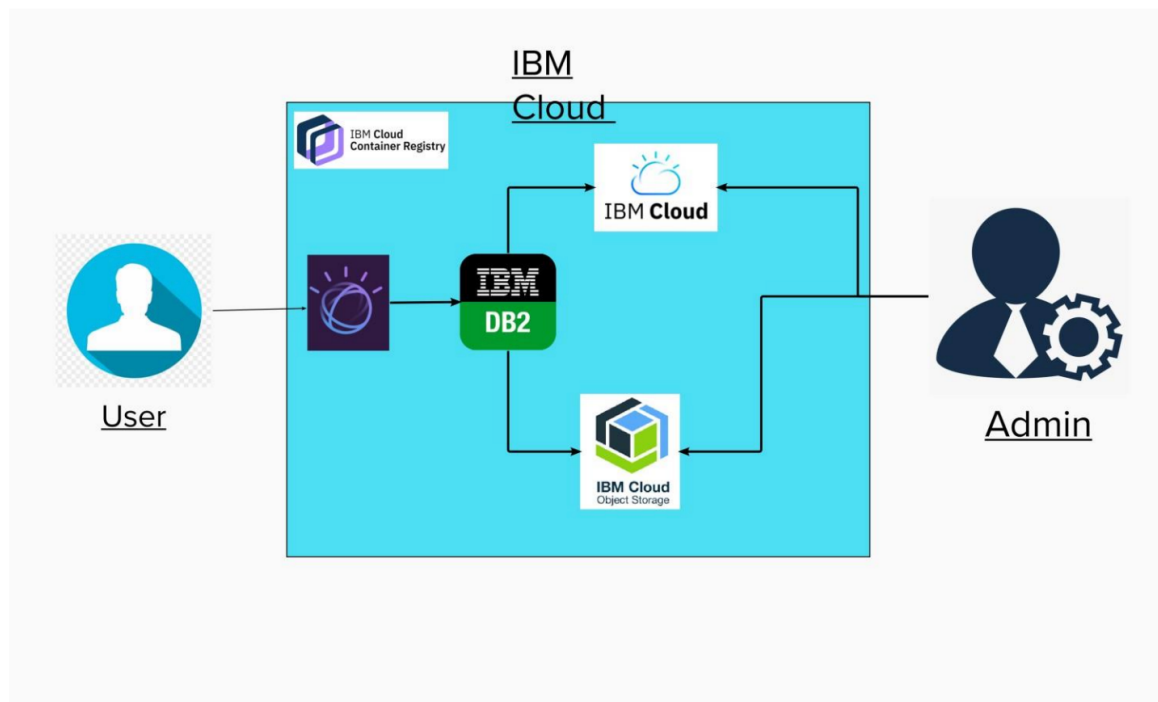 IBM
Cloud
IBM Cloud
Container Registry
IBM Cloud
IBM
DB2
User
Admin
IBM Cloud
Object Storage